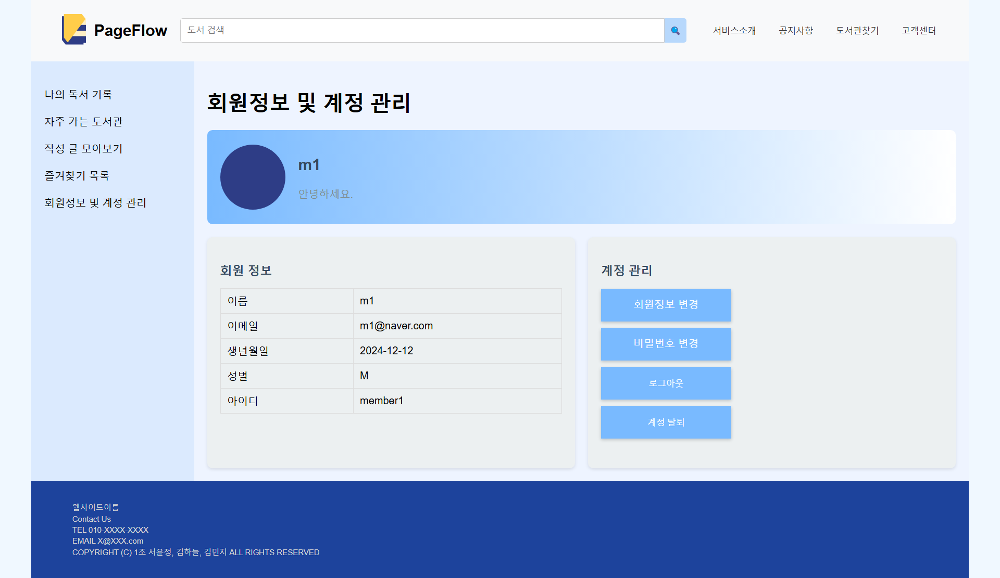 PageFlow
도서 검색
서비스소개 공지사항 도서관찾기 고객센터
나의 독서 기록
자주 가는 도서관
작성 글 모아보기
즐겨찾기 목록
회원정보 및 계정 관리
회원정보 및 계정 관리
m1
안녕하세요.
회원 정보
이름 m1
이메일 m1@naver.com
생년월일 2024-12-12
성별 M
아이디 member1
계정 관리
회원정보 변경
비밀번호 변경
로그아웃
계정 탈퇴
웹사이트이름
Contact Us
TEL 010-XXXX-XXXX
EMAIL X@XXX.com
COPYRIGHT (C) 1조 서윤정, 김하늘, 김민지 ALL RIGHTS RESERVED